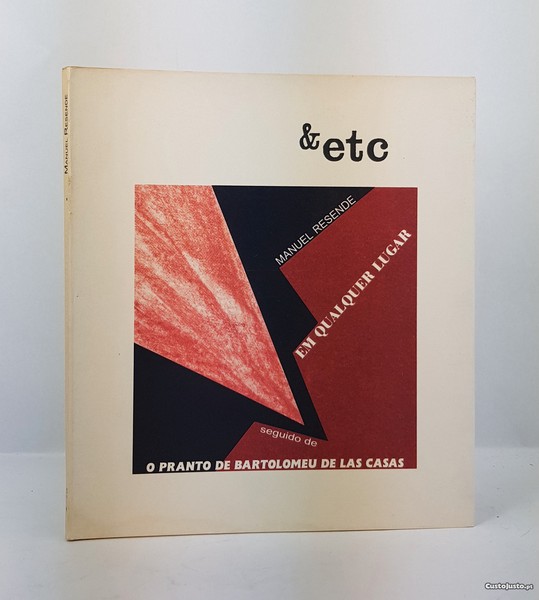 MANUEL RESENDE
& etc
MANUEL RESENDE
EM QUALQUER LUGAR
seguido de
O PRANTO DE BARTOLOMEU DE LAS CASAS
CustoJusto.pt